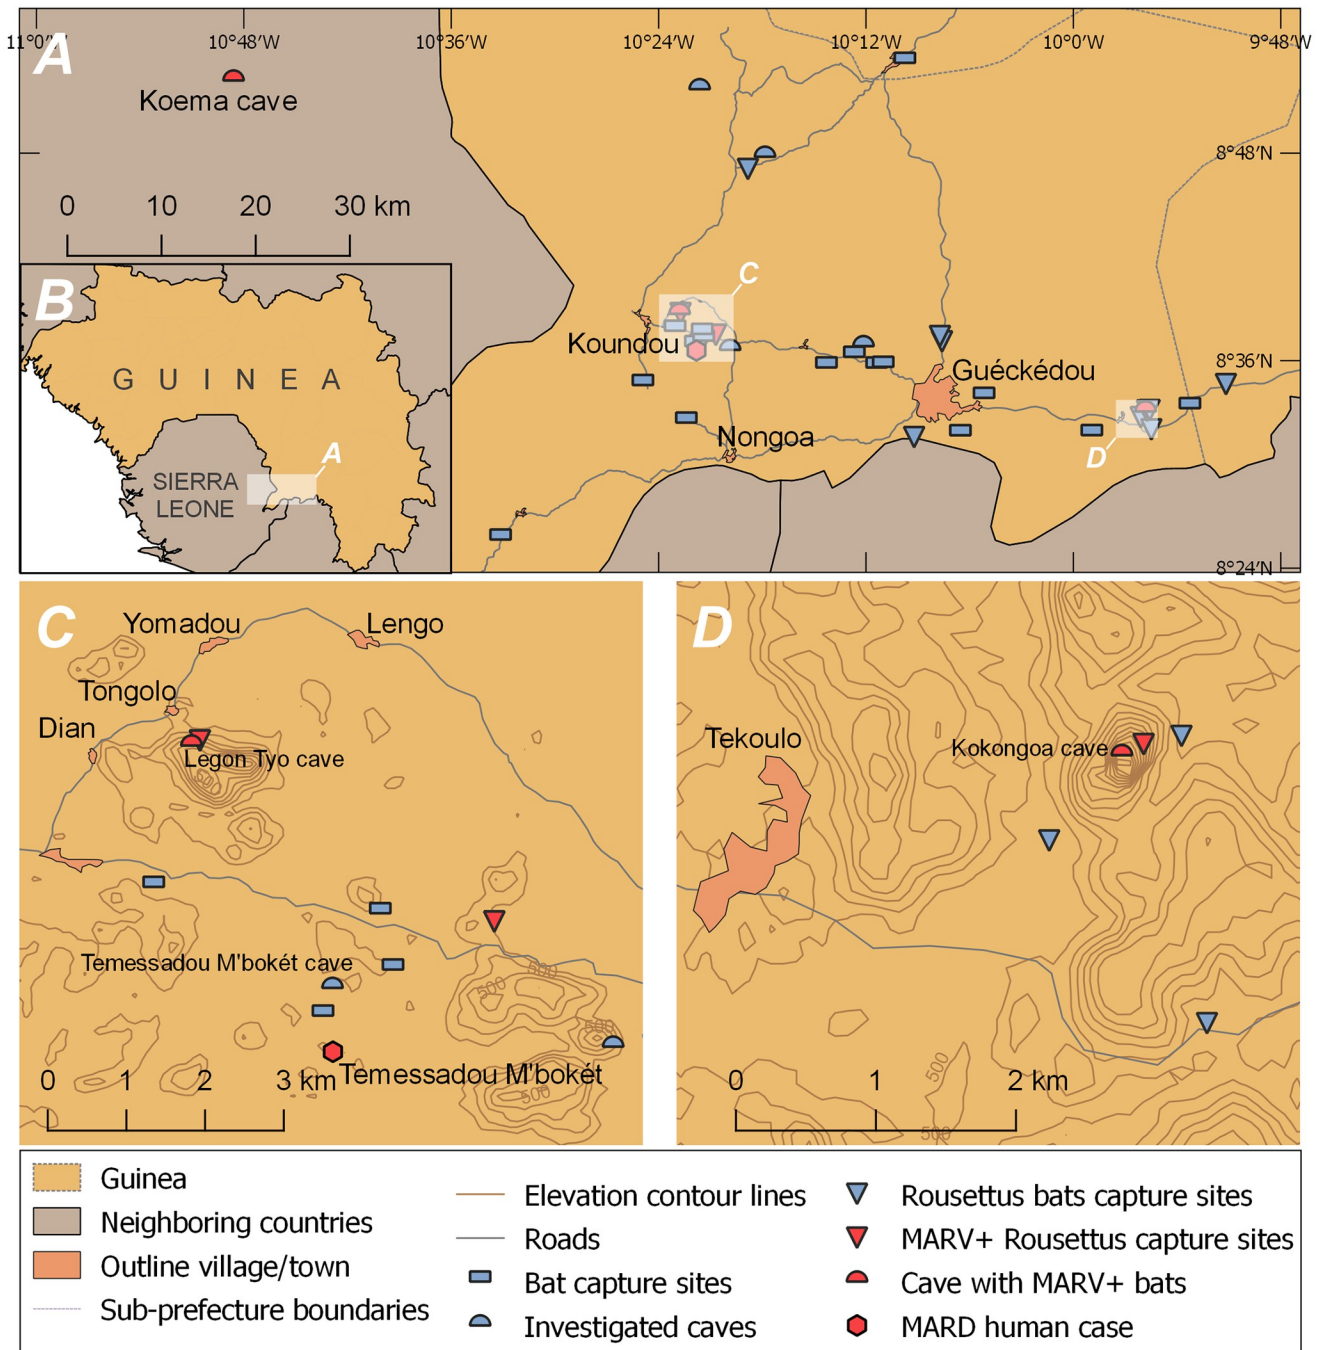 A
11°0'W
10°48'W
10°36'W
10°24'W
10°12'W
10°0'W
9°48'W
Koema cave
8°48'N
0 10 20 30 km
B
C
Koundou
8°36'N
Guéckédou
GUINEA
Nongoa
D
A
SIERRA
LEONE
8°24'N
C
Yomadou
Lengo
Tongolo
Dian
Legon Tyo cave
Temessadou M'bokét cave
500
500
500
Temessadou M'bokét
0 1 2 3 km
500
D
Tekoulo
Kokongoa cave
500
0 1 2 km
500
Guinea
Neighboring countries
Outline village/town
Sub-prefecture boundaries
Elevation contour lines
Roads
Bat capture sites
Investigated caves
Rousettus bats capture sites
MARV+ Rousettus capture sites
Cave with MARV+ bats
MARD human case